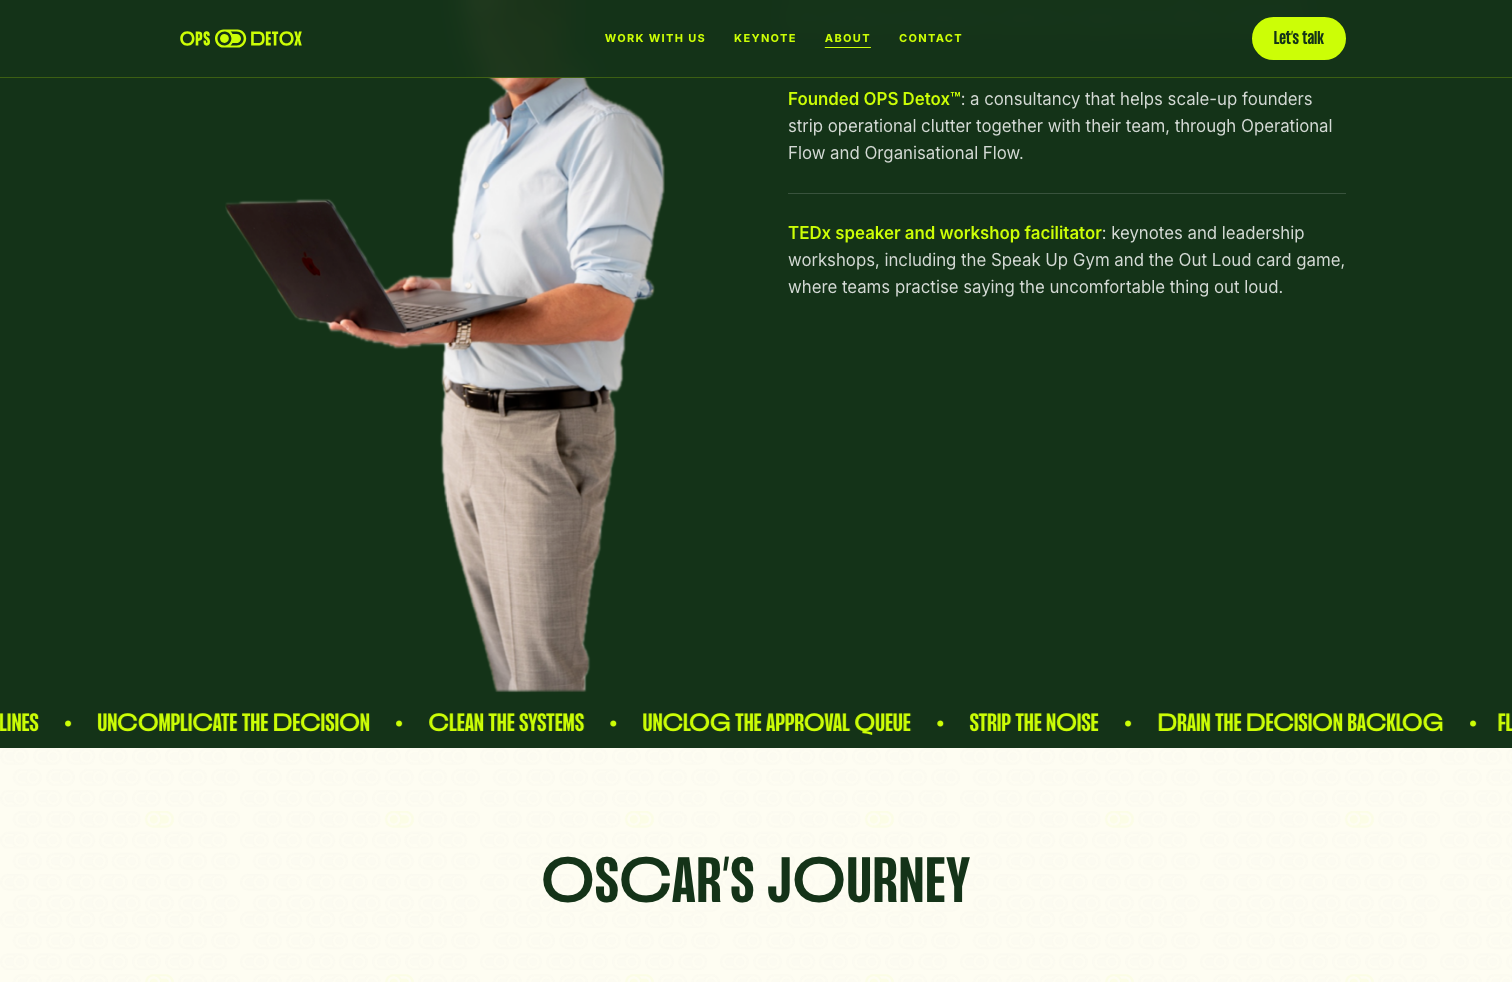 OPS DETOX
WORK WITH US
KEYNOTE
ABOUT
CONTACT
Let's talk
Founded OPS Detox™: a consultancy that helps scale-up founders
strip operational clutter together with their team, through Operational
Flow and Organisational Flow.
TEDx speaker and workshop facilitator: keynotes and leadership
workshops, including the Speak Up Gym and the Out Loud card game,
where teams practise saying the uncomfortable thing out loud.
LINES • UNCOMPLICATE THE DECISION • CLEAN THE SYSTEMS • UNCLOG THE APPROVAL QUEUE • STRIP THE NOISE • DRAIN THE DECISION BACKLOG • FL
OSCAR'S JOURNEY